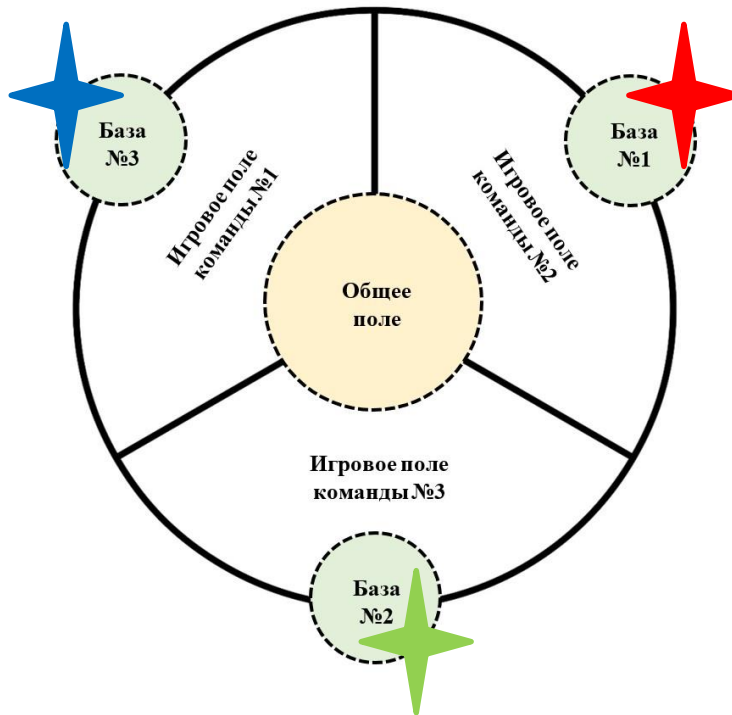 База
№3
База
№1
Игровое поле
команды №1
Игровое поле
команды №2
Общее
поле
Игровое поле
команды №3
База
№2